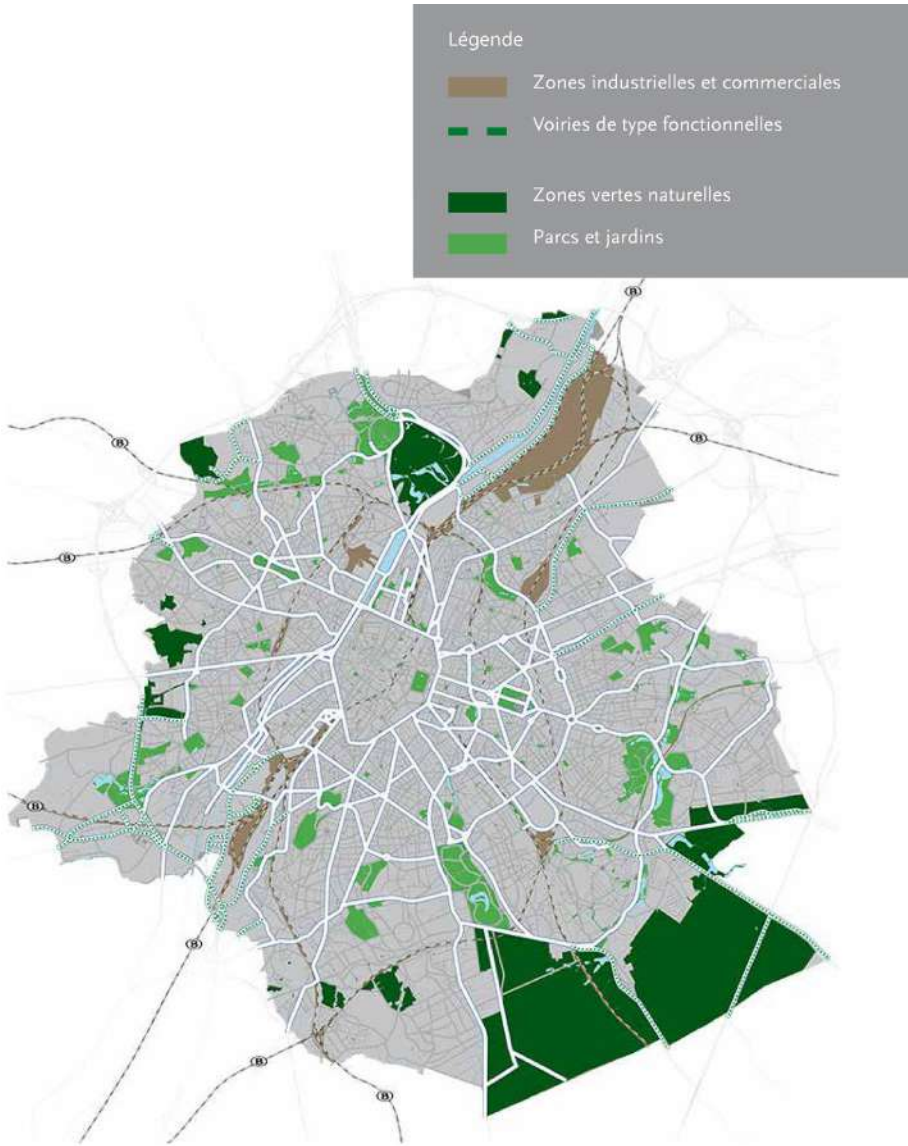 Légende
Zones industrielles et commerciales
Voiries de type fonctionnelles
Zones vertes naturelles
Parcs et jardins
B
B
B
B
B
B
B
B